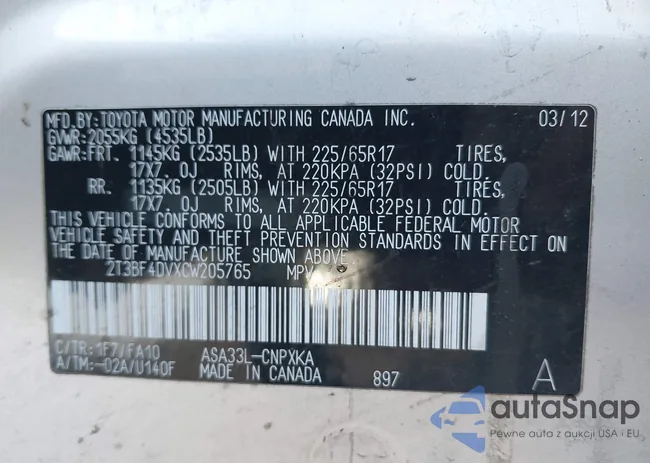 MFD.BY:TOYOTA MOTOR MANUFACTURING CANADA INC. 03/12
GVWR:2055KG (4535LB)
GAWR:FRT. 1145KG (2535LB) WITH 225/65R17 TIRES,
17X7. 0J RIMS, AT 220KPA (32PSI) COLD.
RR. 1135KG (2505LB) WITH 225/65R17 TIRES,
17X7. 0J RIMS, AT 220KPA (32PSI) COLD.
THIS VEHICLE CONFORMS TO ALL APPLICABLE FEDERAL MOTOR
VEHICLE SAFETY AND THEFT PREVENTION STANDARDS IN EFFECT ON
THE DATE OF MANUFACTURE SHOWN ABOVE.
2T3BF4DVXCW205765 MPV
C/TR:1F7/FA10 ASA33L-CNPXKA
A/TM:-02A/U140F MADE IN CANADA 897 A
autaSnap
Pewne auta z aukcji USA i EU